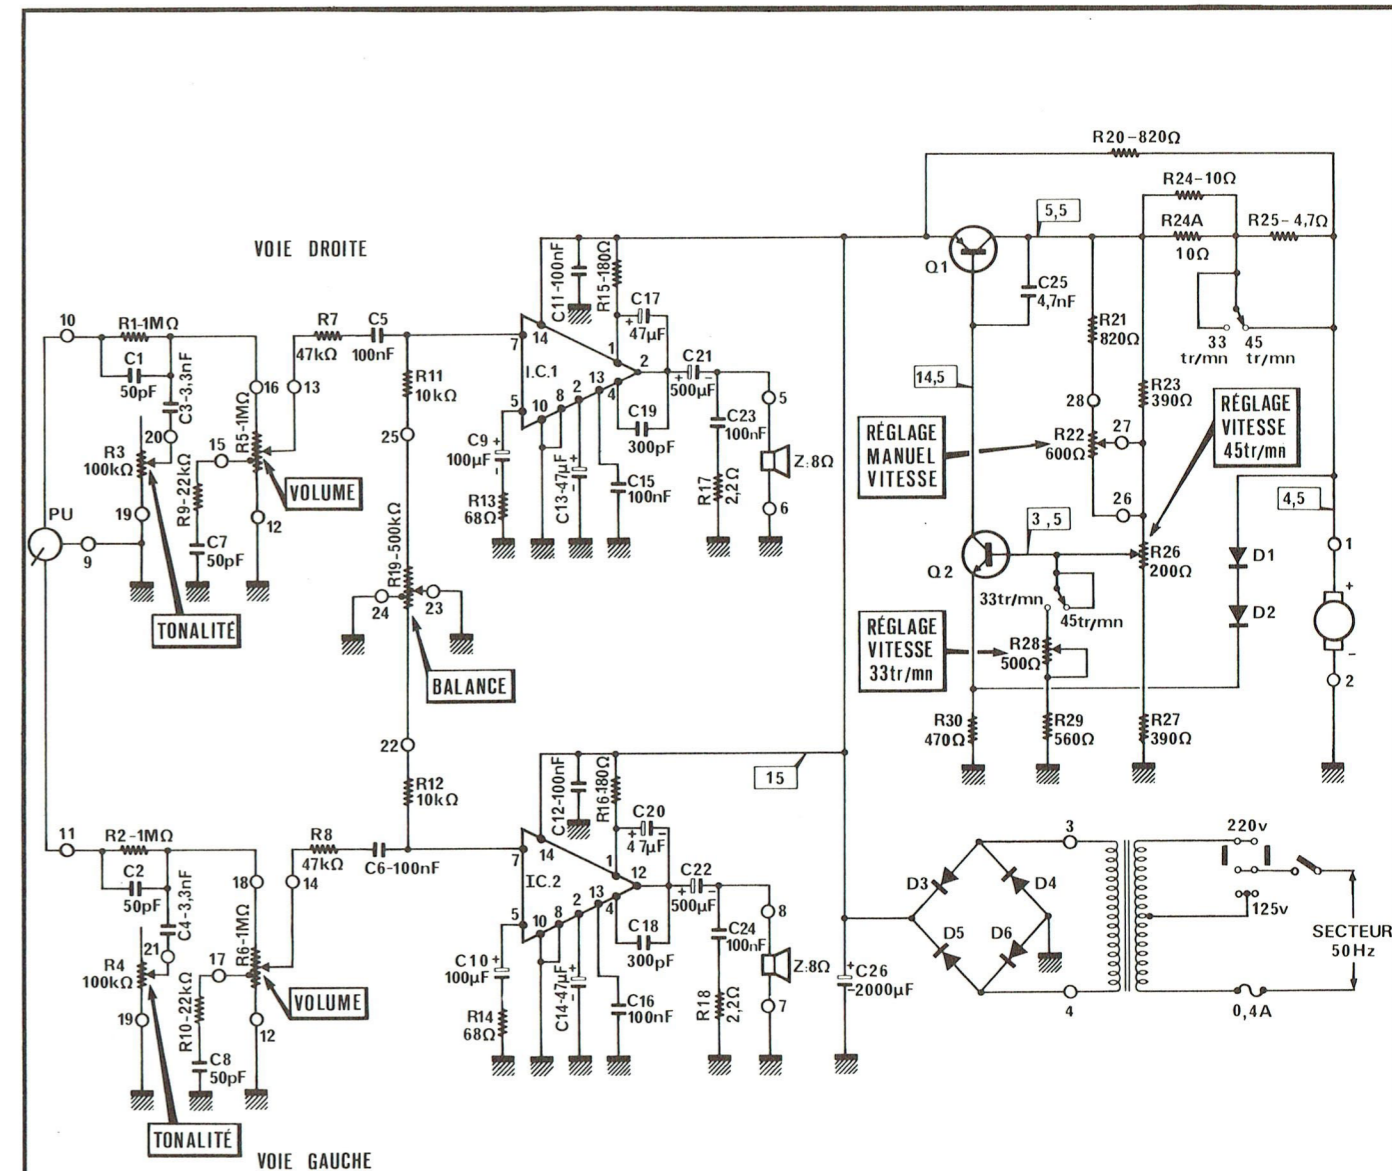 R20-820Ω
R24-10Ω
5,5
R24A
10Ω
R25-4,7Ω
VOIE DROITE
Q1
C25
4,7nF
C11-100nF
R15-180Ω
C17
+
47µF
10
R1-1MΩ
C1
50pF
C3-3,3nF
16
13
R7
47kΩ
C5
100nF
7
14
I.C.1
1
2
33
tr/mn
45
tr/mn
R21
820Ω
R11
10kΩ
C21
+ −
500µF
14,5
R23
390Ω
RÉGLAGE
VITESSE
45tr/mn
20
15
R5-1MΩ
R3
100kΩ
5
10
8
2
13
4
C19
300pF
C23
100nF
5
28
27
R22
600Ω
RÉGLAGE
MANUEL
VITESSE
25
C9 +
100µF
−
C13-47µF
+
−
C15
100nF
Z:8Ω
VOLUME
R9-22kΩ
R13
68Ω
R17
2,2Ω
6
26
4,5
PU
19
12
9
C7
50pF
R19-500kΩ
24
23
3,5
R26
200Ω
Q2
D1
1
33tr/mn
45tr/mn
D2
+
−
TONALITÉ
RÉGLAGE
VITESSE
33tr/mn
R28
500Ω
BALANCE
2
22
R30
470Ω
R29
560Ω
R27
390Ω
R12
10kΩ
15
C12-100nF
R16-180Ω
C20
+ −
47µF
11
R2-1MΩ
C2
50pF
C4-3,3nF
18
14
R8
47kΩ
C6-100nF
7
14
IC.2
1
12
3
220v
D3
D4
125v
C22
+ −
500µF
5
10
8
2
13
4
C18
300pF
C24
100nF
8
D5
D6
SECTEUR
50Hz
21
17
R6-1MΩ
R4
100kΩ
C10 +
100µF
−
C14-47µF
+
−
C16
100nF
Z:8Ω
+
C26
−2000µF
VOLUME
R10-22kΩ
R14
68Ω
R18
2,2Ω
7
4
0,4A
19
12
C8
50pF
TONALITÉ
VOIE GAUCHE